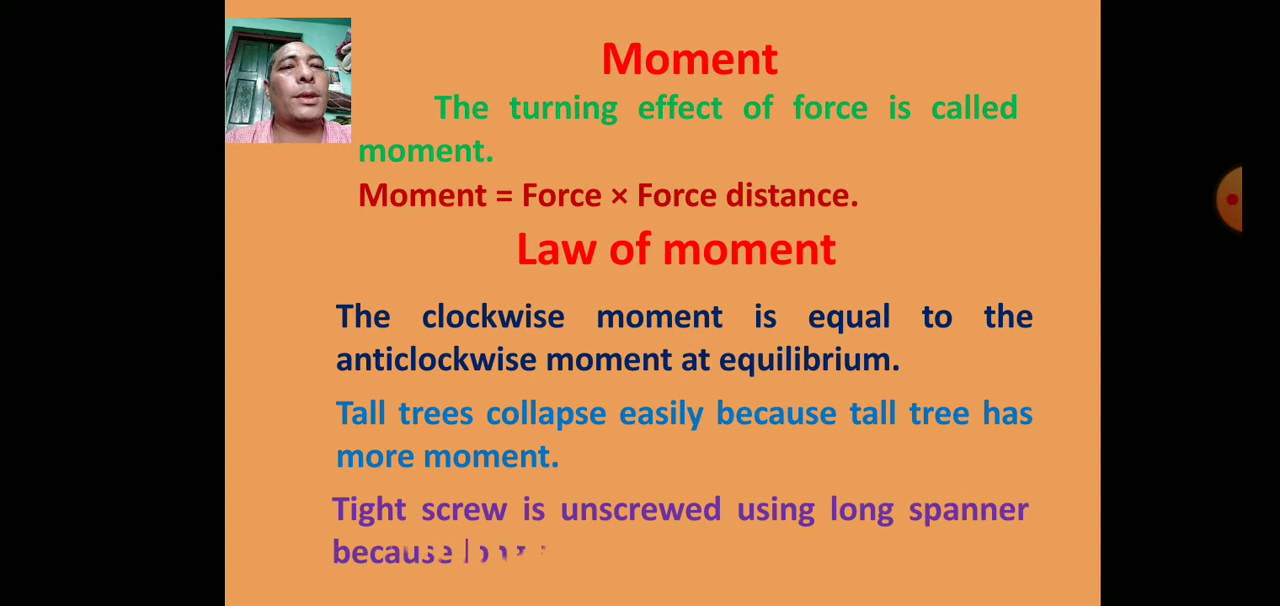 Moment
The turning effect of force is called
moment.
Moment = Force × Force distance.
Law of moment
The clockwise moment is equal to the
anticlockwise moment at equilibrium.
Tall trees collapse easily because tall tree has
more moment.
Tight screw is unscrewed using long spanner
because long